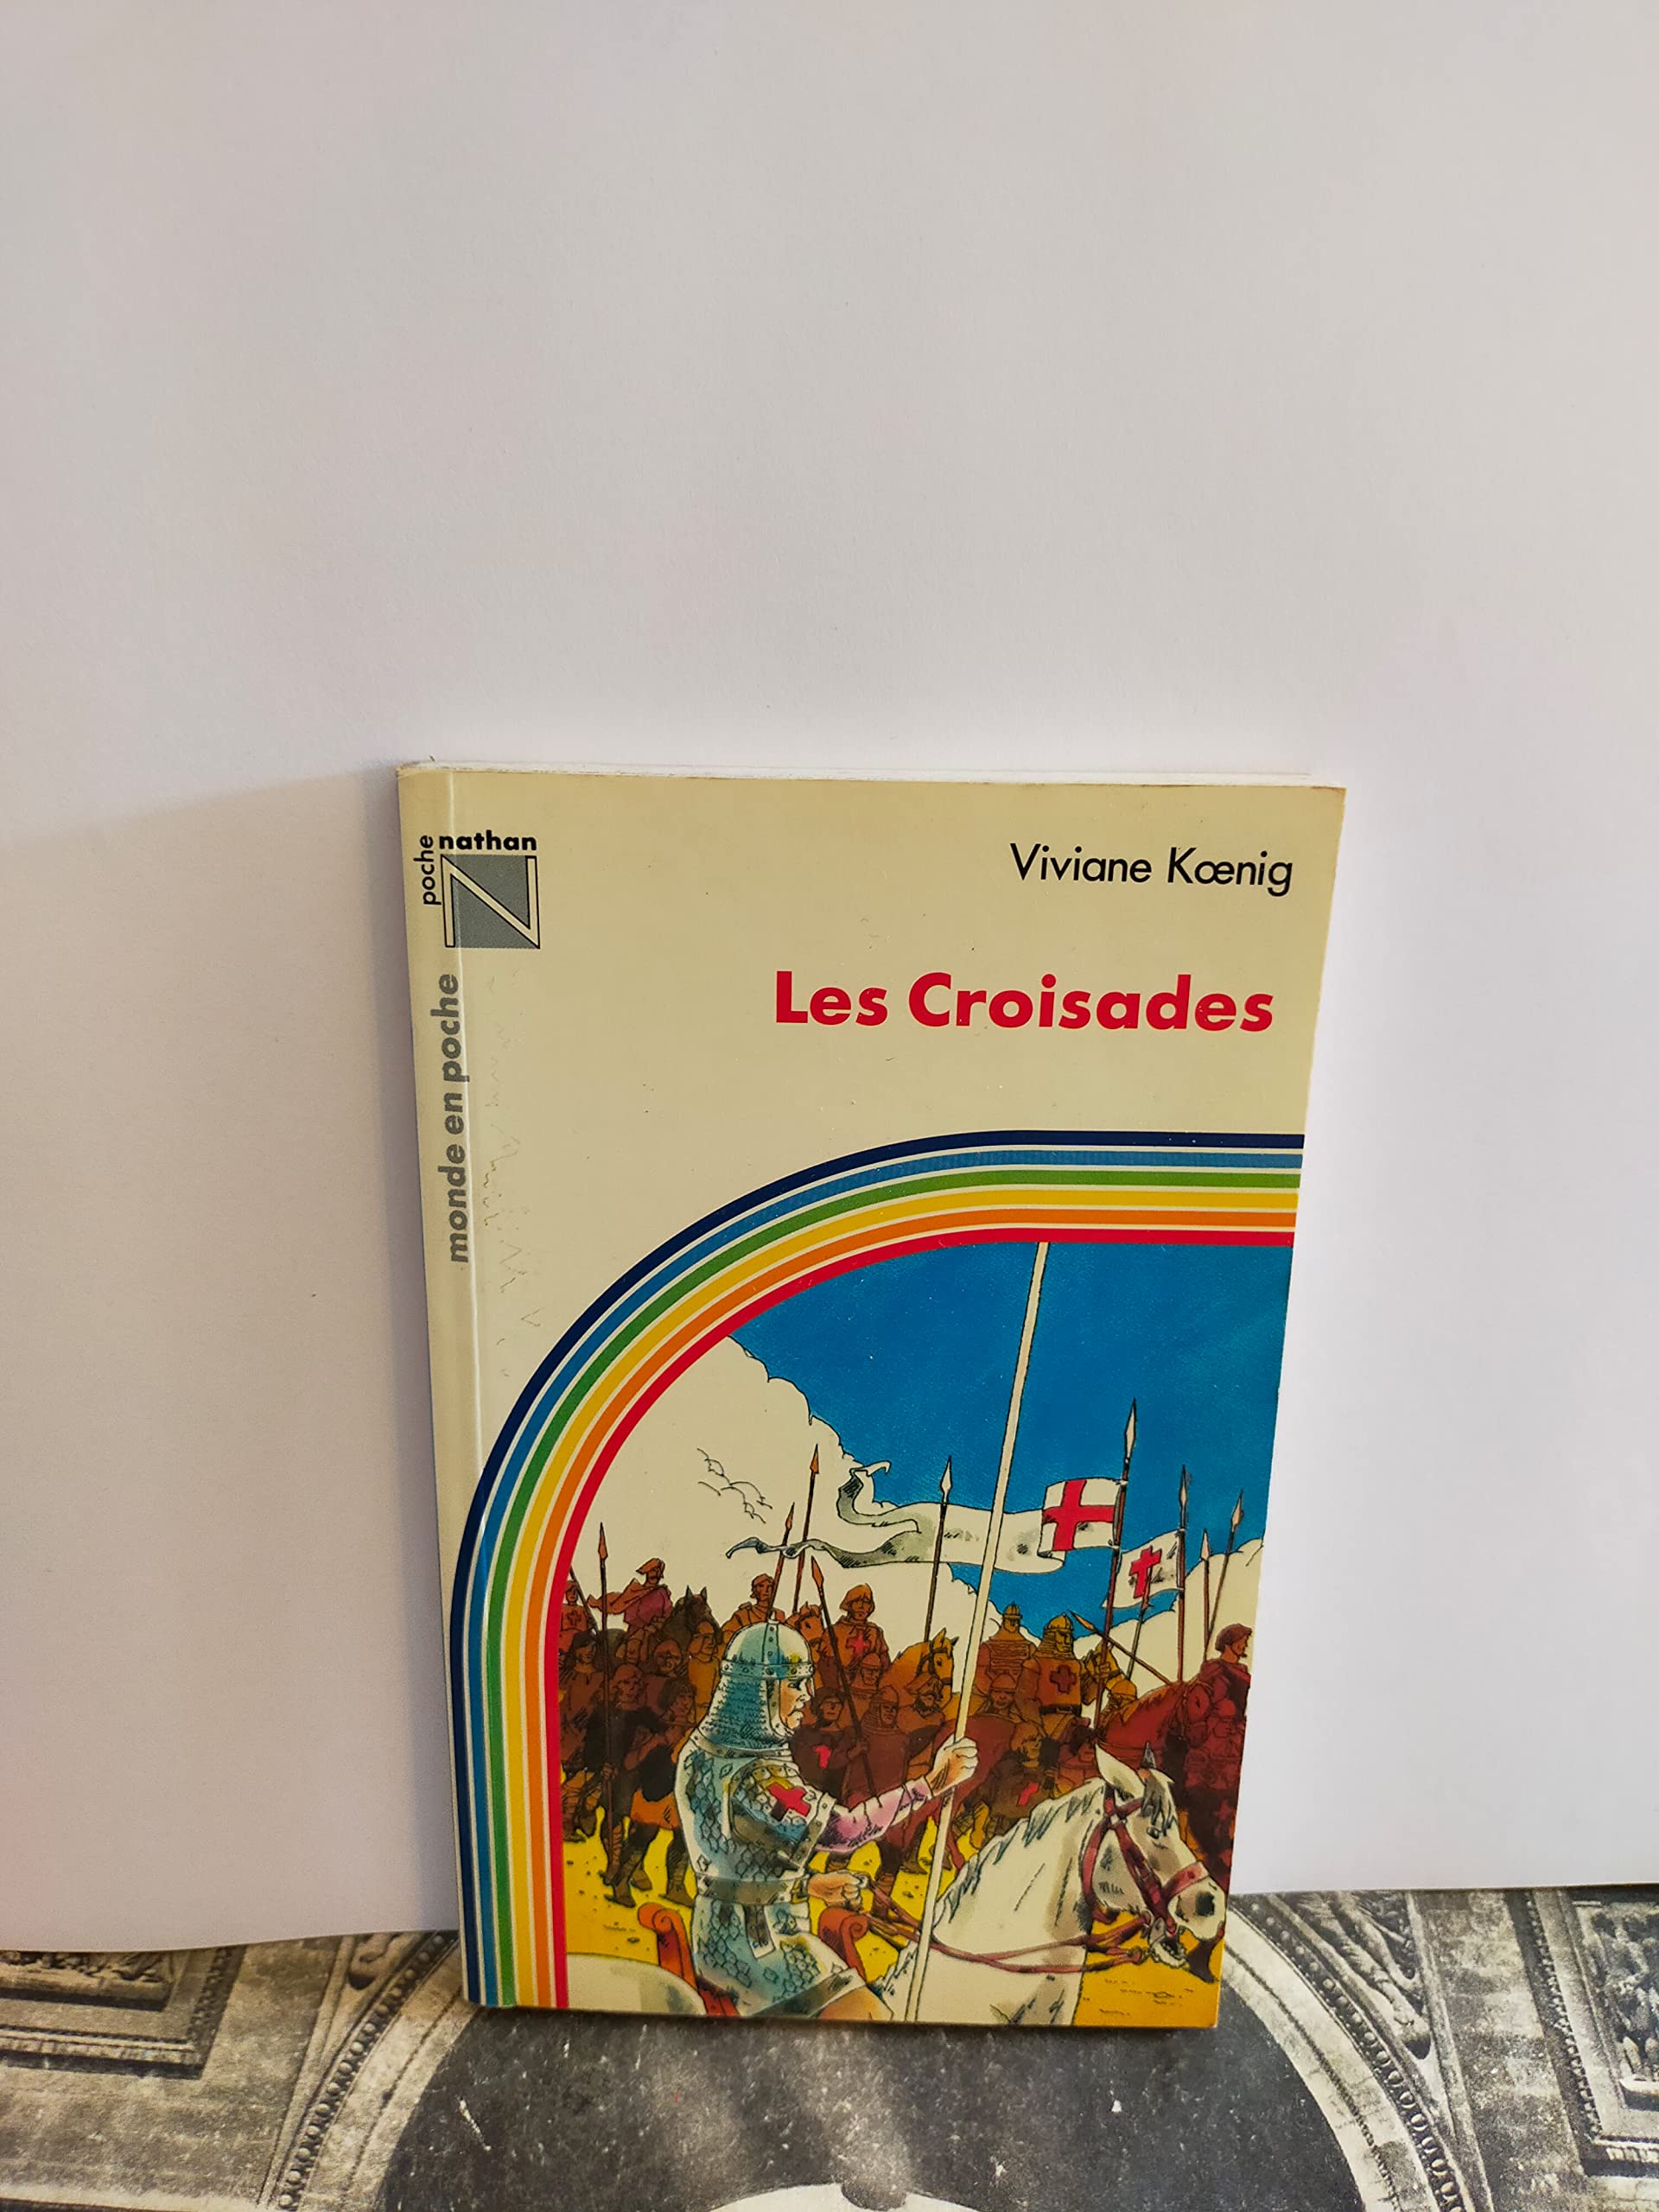 poche
nathan
monde en poche
Viviane Kœnig
Les Croisades